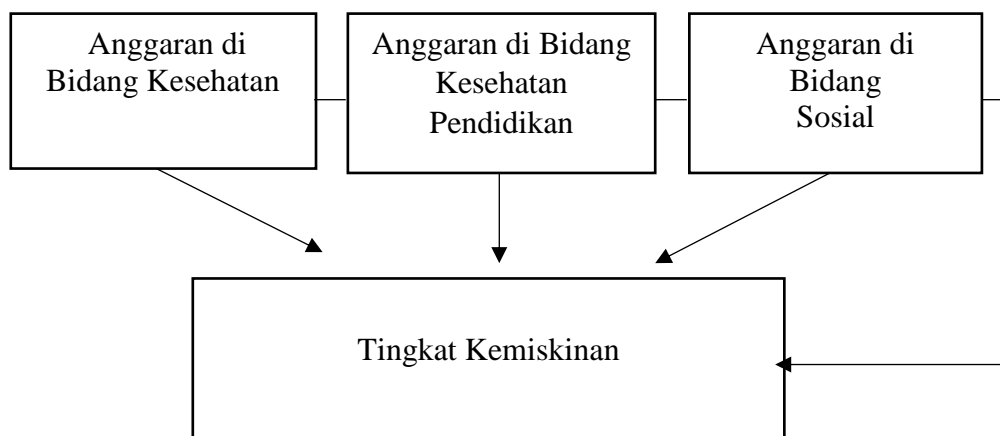 Anggaran di
Bidang Kesehatan
Anggaran di Bidang
Kesehatan
Pendidikan
Anggaran di
Bidang
Sosial
Tingkat Kemiskinan